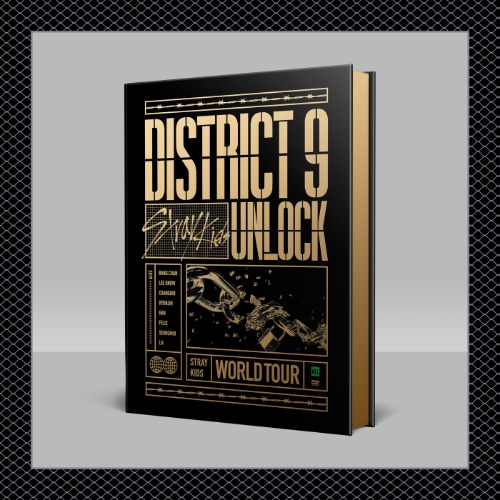 DISTRICT 9
Stray Kids
UNLOCK
BANG CHAN
LEE KNOW
CHANGBIN
HYUNJIN
HAN
FELIX
SEUNGMIN
I.N
STRAY
KIDS
WORLD TOUR